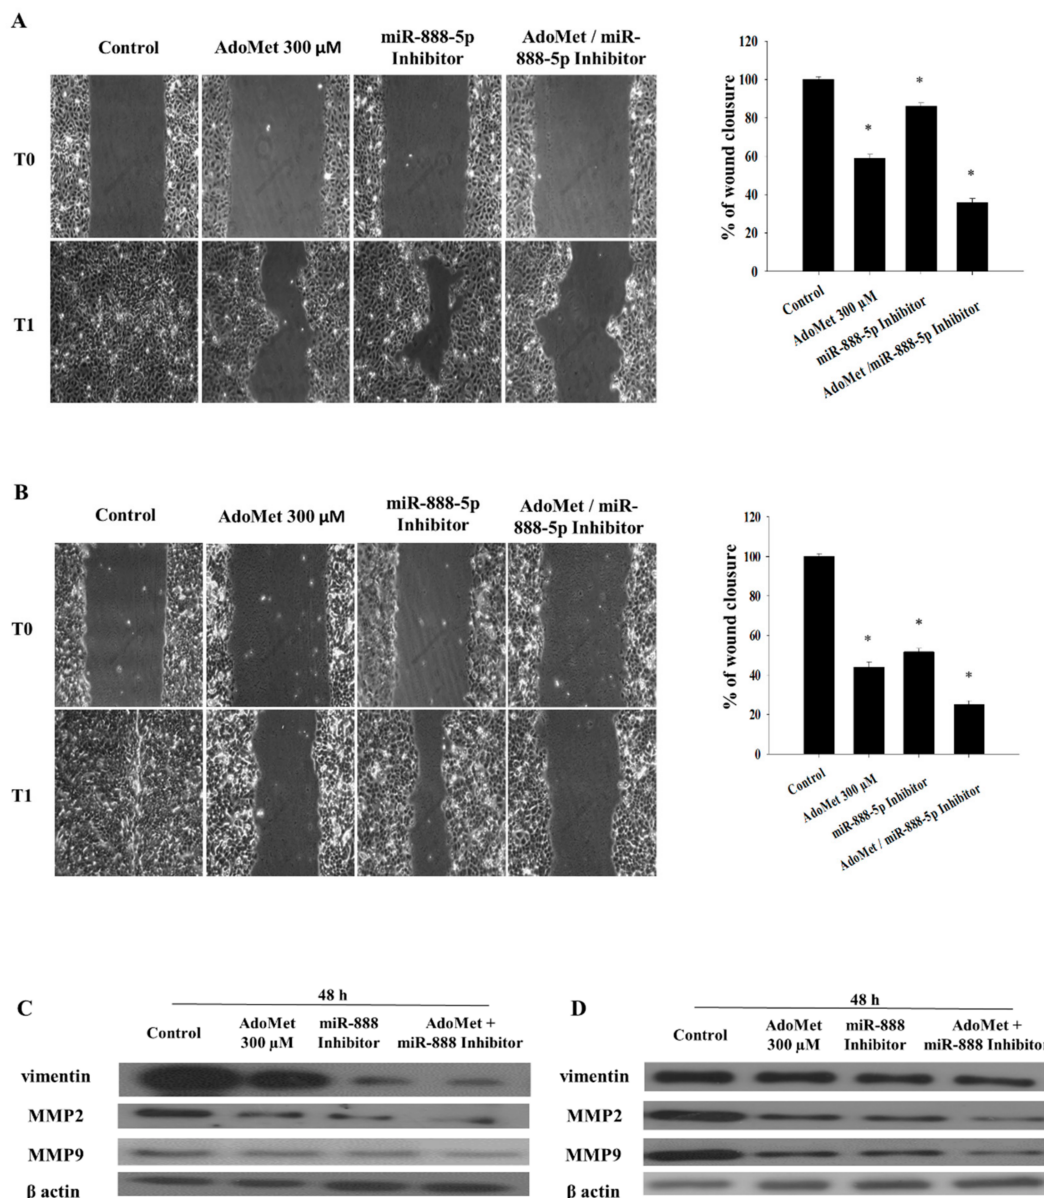 A
Control
AdoMet 300 µM
miR-888-5p
Inhibitor
AdoMet / miR-
888-5p Inhibitor
T0
T1
% of wound clousure
120
100
80
60
40
20
0
*
*
*
Control
AdoMet 300 µM
miR-888-5p Inhibitor
AdoMet /miR-888-5p Inhibitor
B
Control
AdoMet 300 µM
miR-888-5p
Inhibitor
AdoMet / miR-
888-5p Inhibitor
T0
T1
% of wound clousure
120
100
80
60
40
20
0
*
*
*
Control
AdoMet 300 µM
miR-888-5p Inhibitor
AdoMet / miR-888-5p Inhibitor
C
48 h
Control
AdoMet
300 µM
miR-888
Inhibitor
AdoMet +
miR-888 Inhibitor
vimentin
MMP2
MMP9
β actin
D
48 h
Control
AdoMet
300 µM
miR-888
Inhibitor
AdoMet +
miR-888 Inhibitor
vimentin
MMP2
MMP9
β actin